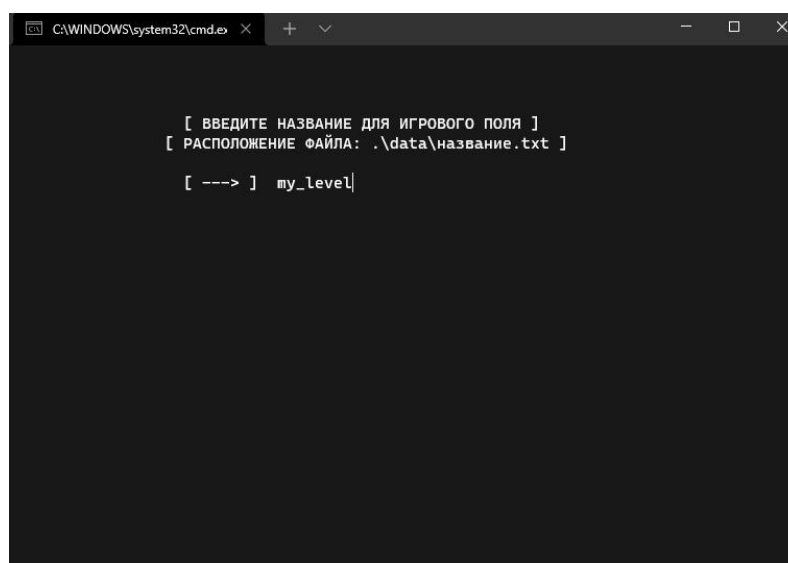 C:\WINDOWS\system32\cmd.ex
[ ВВЕДИТЕ НАЗВАНИЕ ДЛЯ ИГРОВОГО ПОЛЯ ]
[ РАСПОЛОЖЕНИЕ ФАЙЛА: .\data\название.txt ]
[ ---> ] my_level